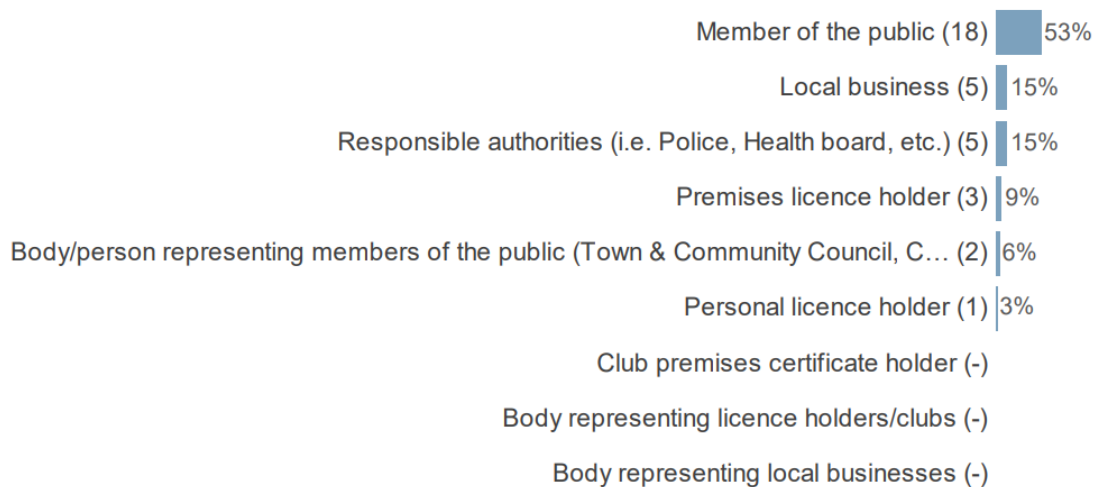 Member of the public (18) 53%
Local business (5) 15%
Responsible authorities (i.e. Police, Health board, etc.) (5) 15%
Premises licence holder (3) 9%
Body/person representing members of the public (Town & Community Council, C… (2) 6%
Personal licence holder (1) 3%
Club premises certificate holder (-)
Body representing licence holders/clubs (-)
Body representing local businesses (-)